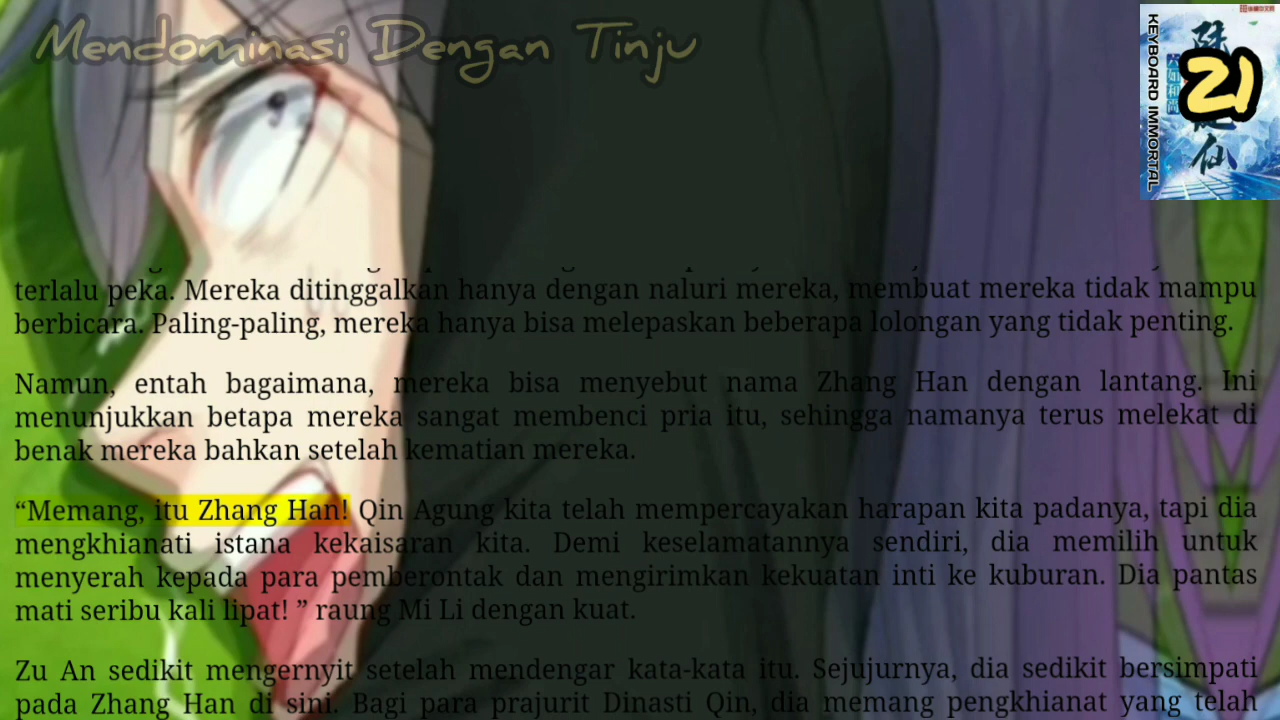 Mendominasi Dengan Tinju
KEYBOARD IMMORTAL
21
仙
六如和尚
terlalu peka. Mereka ditinggalkan hanya dengan naluri mereka, membuat mereka tidak mampu
berbicara. Paling-paling, mereka hanya bisa melepaskan beberapa lolongan yang tidak penting.
Namun, entah bagaimana, mereka bisa menyebut nama Zhang Han dengan lantang. Ini
menunjukkan betapa mereka sangat membenci pria itu, sehingga namanya terus melekat di
benak mereka bahkan setelah kematian mereka.
“Memang, itu Zhang Han! Qin Agung kita telah mempercayakan harapan kita padanya, tapi dia
mengkhianati istana kekaisaran kita. Demi keselamatannya sendiri, dia memilih untuk
menyerah kepada para pemberontak dan mengirimkan kekuatan inti ke kuburan. Dia pantas
mati seribu kali lipat! ” raung Mi Li dengan kuat.
Zu An sedikit mengernyit setelah mendengar kata-kata itu. Sejujurnya, dia sedikit bersimpati
pada Zhang Han di sini. Bagi para prajurit Dinasti Qin, dia memang pengkhianat yang telah